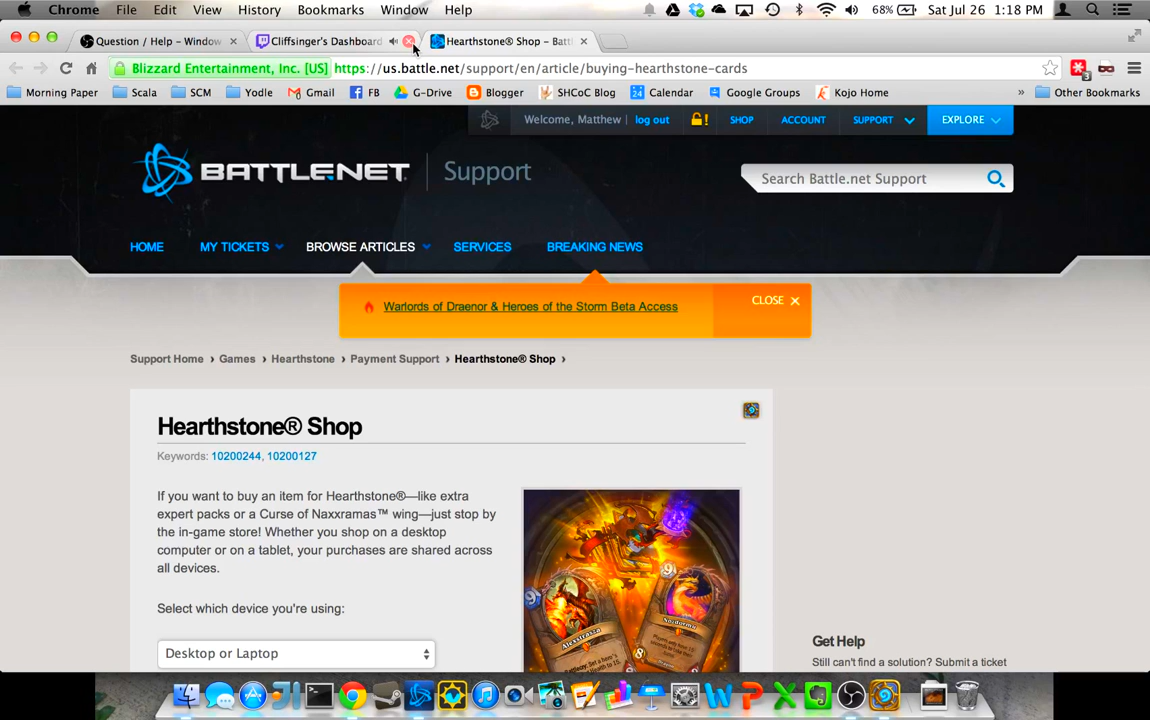 Chrome File Edit View History Bookmarks Window Help 68% Sat Jul 26 1:18 PM
Question / Help – Window Cliffsinger's Dashboard Hearthstone® Shop – Batt
Blizzard Entertainment, Inc. [US] https://us.battle.net/support/en/article/buying-hearthstone-cards
Morning Paper Scala SCM Yodle Gmail FB G-Drive Blogger SHCoC Blog Calendar Google Groups Kojo Home » Other Bookmarks
Welcome, Matthew | log out SHOP ACCOUNT SUPPORT EXPLORE
BATTLE.NET Support
Search Battle.net Support
HOME MY TICKETS BROWSE ARTICLES SERVICES BREAKING NEWS
Warlords of Draenor & Heroes of the Storm Beta Access CLOSE
Support Home › Games › Hearthstone › Payment Support › Hearthstone® Shop ›
Hearthstone® Shop
Keywords: 10200244, 10200127
If you want to buy an item for Hearthstone®—like extra
expert packs or a Curse of Naxxramas™ wing—just stop by
the in-game store! Whether you shop on a desktop
computer or on a tablet, your purchases are shared across
all devices.
Select which device you're using:
Desktop or Laptop
9
9
Alexstrasza
Nozdormu
8
Get Help
Still can't find a solution? Submit a ticket